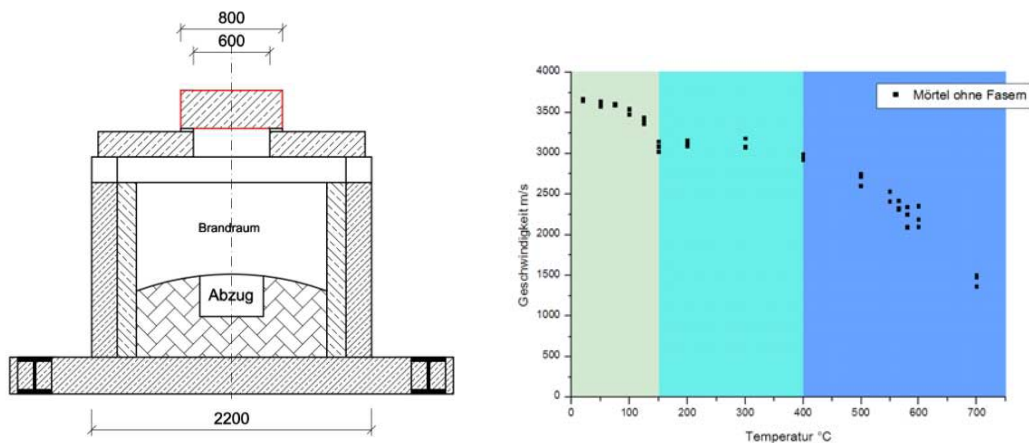 800
600
Brandraum
Abzug
2200
4000
3500
3000
2500
2000
1500
1000
500
0
Geschwindigkeit m/s
Mörtel ohne Fasern
0 100 200 300 400 500 600 700
Temperatur °C